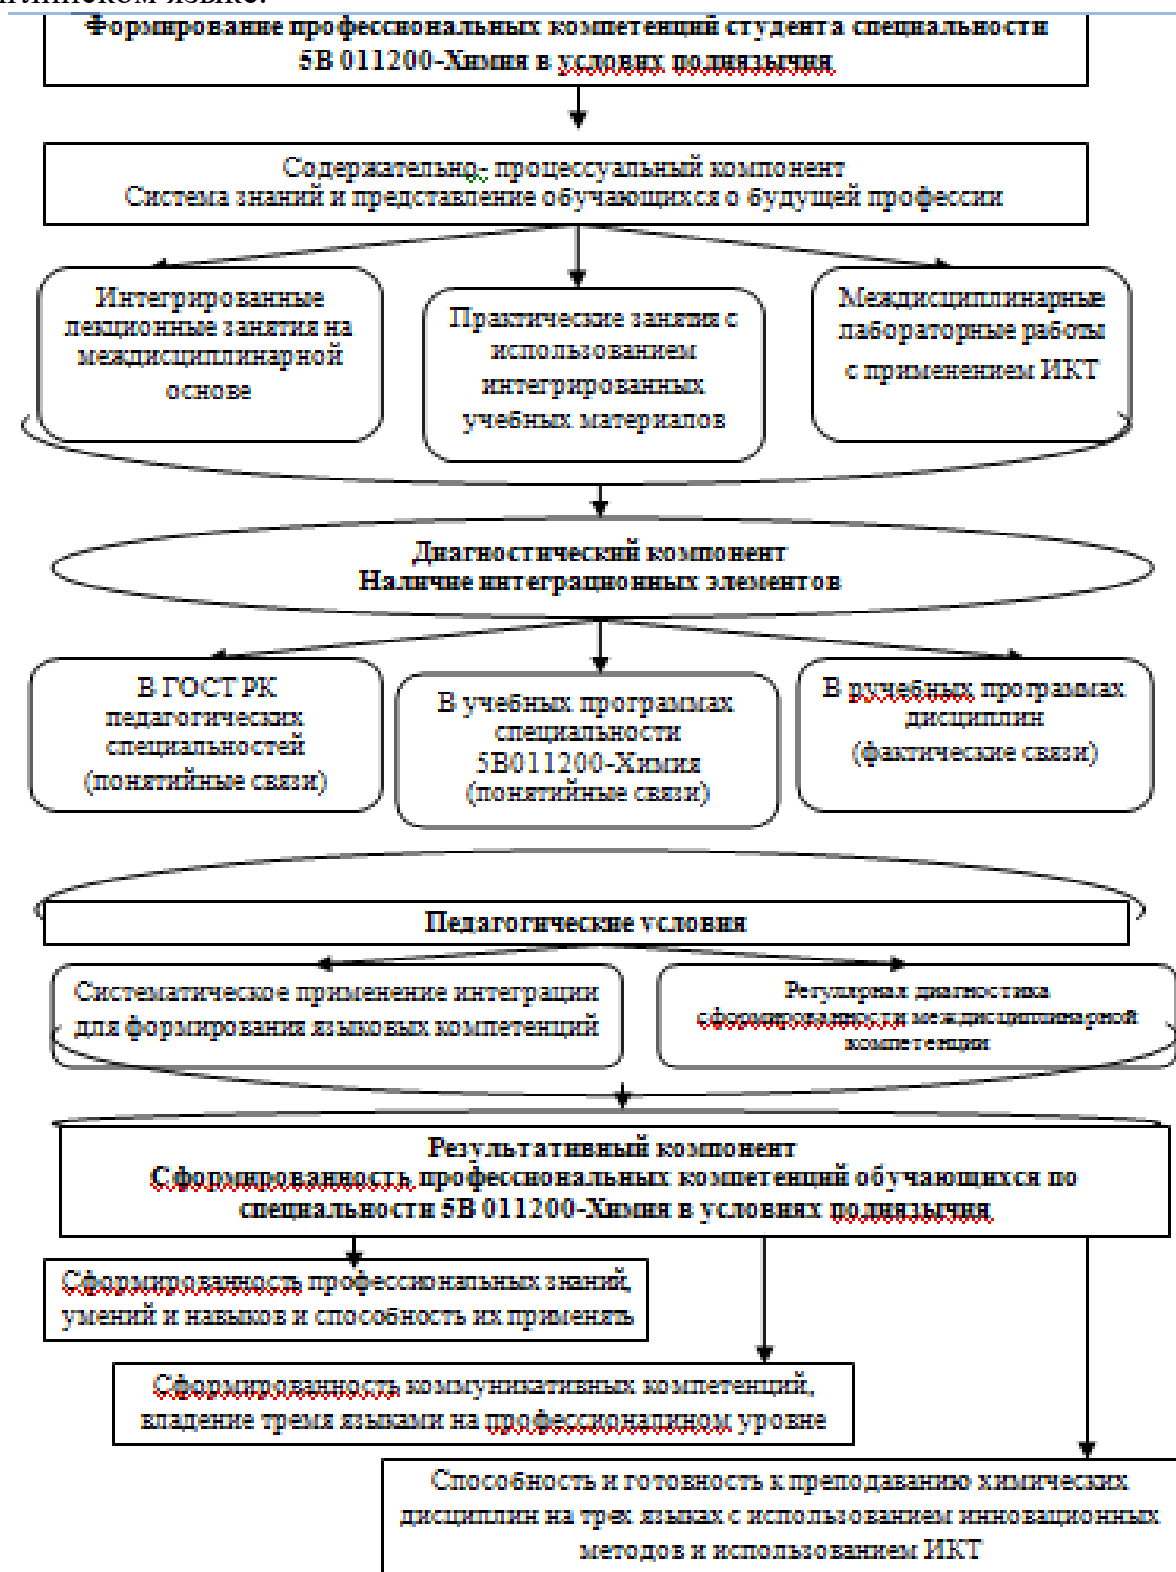 глийском языке.
Формирование профессиональных компетенций студента специальности
5В 011200-Химия в услових полиязычия
Содержательно- процессуальный компонент
Система знаний и представление обучающихся о будущей профессии
Интегрированные
лекционные занятия на
междисциплинарной
основе
Практические занятия с
использованием
интегрированных
учебных материалов
Междисциплинарные
лабораторные работы
с применением ИКТ
Диагностический компонент
Наличие интеграционных элементов
В ГОСТ РК
педагогических
специальностей
(понятийные связи)
В учебных программах
специальности
5В011200-Химия
(понятийные связи)
В ручебных программах
дисциплин
(фактические связи)
Педагогические условия
Систематическое применение интеграции
для формирования языковых компетенций
Регулярная диагностика
сформированности междисциплинарной
компетенции
Результативный компонент
Сформированность профессиональных компетенций обучающихся по
специальности 5В 011200-Химия в условиях полиязычия
Сформированность профессиональных знаний,
умений и навыков и способность их применять
Сформированность коммуникативных компетенций,
владение тремя языками на профессионалином уровне
Способность и готовность к преподаванию химических
дисциплин на трех языках с использованием инновационных
методов и использованием ИКТ